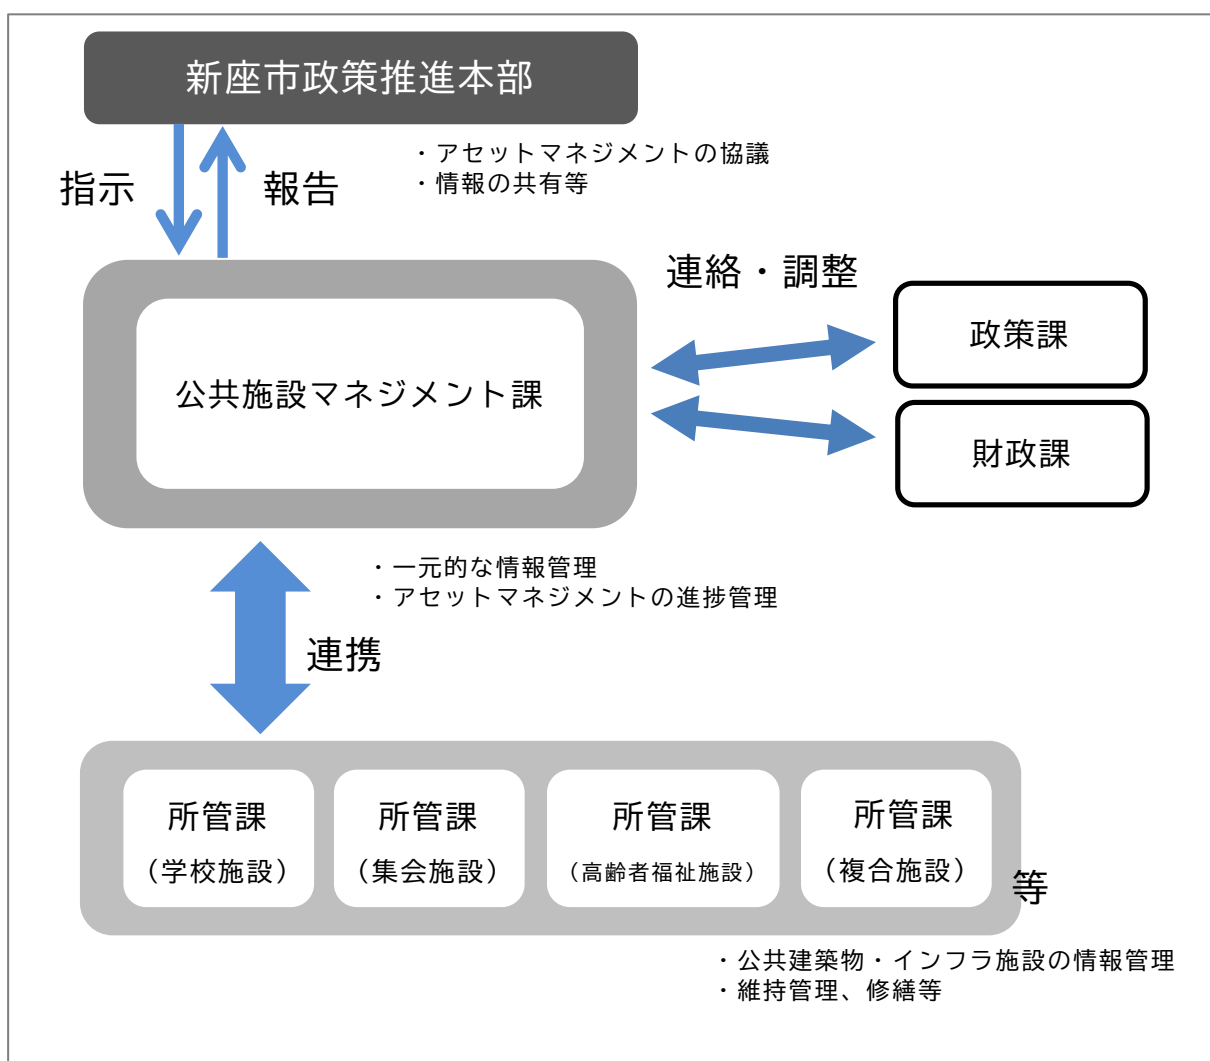 新座市政策推進本部
・アセットマネジメントの協議
・情報の共有等
指示
報告
連絡・調整
政策課
公共施設マネジメント課
財政課
・一元的な情報管理
・アセットマネジメントの進捗管理
連携
所管課
（学校施設）
所管課
（集会施設）
所管課
（高齢者福祉施設）
所管課
（複合施設）
等
・公共建築物・インフラ施設の情報管理
・維持管理、修繕等